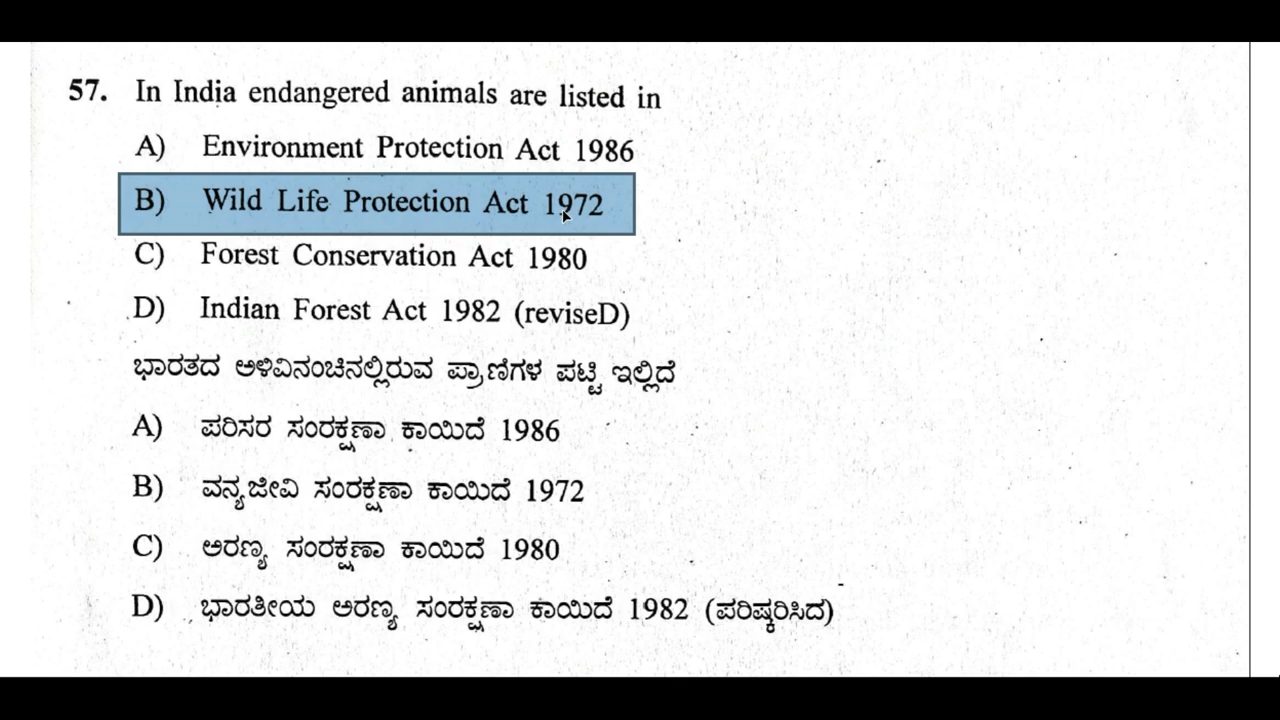 57. In India endangered animals are listed in
A) Environment Protection Act 1986
B) Wild Life Protection Act 1972
C) Forest Conservation Act 1980
D) Indian Forest Act 1982 (reviseD)
ಭಾರತದ ಅಳಿವಿನಂಚಿನಲ್ಲಿರುವ ಪ್ರಾಣಿಗಳ ಪಟ್ಟಿ ಇಲ್ಲಿದೆ
A) ಪರಿಸರ ಸಂರಕ್ಷಣಾ ಕಾಯಿದೆ 1986
B) ವನ್ಯಜೀವಿ ಸಂರಕ್ಷಣಾ ಕಾಯಿದೆ 1972
C) ಅರಣ್ಯ ಸಂರಕ್ಷಣಾ ಕಾಯಿದೆ 1980
D) ಭಾರತೀಯ ಅರಣ್ಯ ಸಂರಕ್ಷಣಾ ಕಾಯಿದೆ 1982 (ಪರಿಷ್ಕರಿಸಿದ)